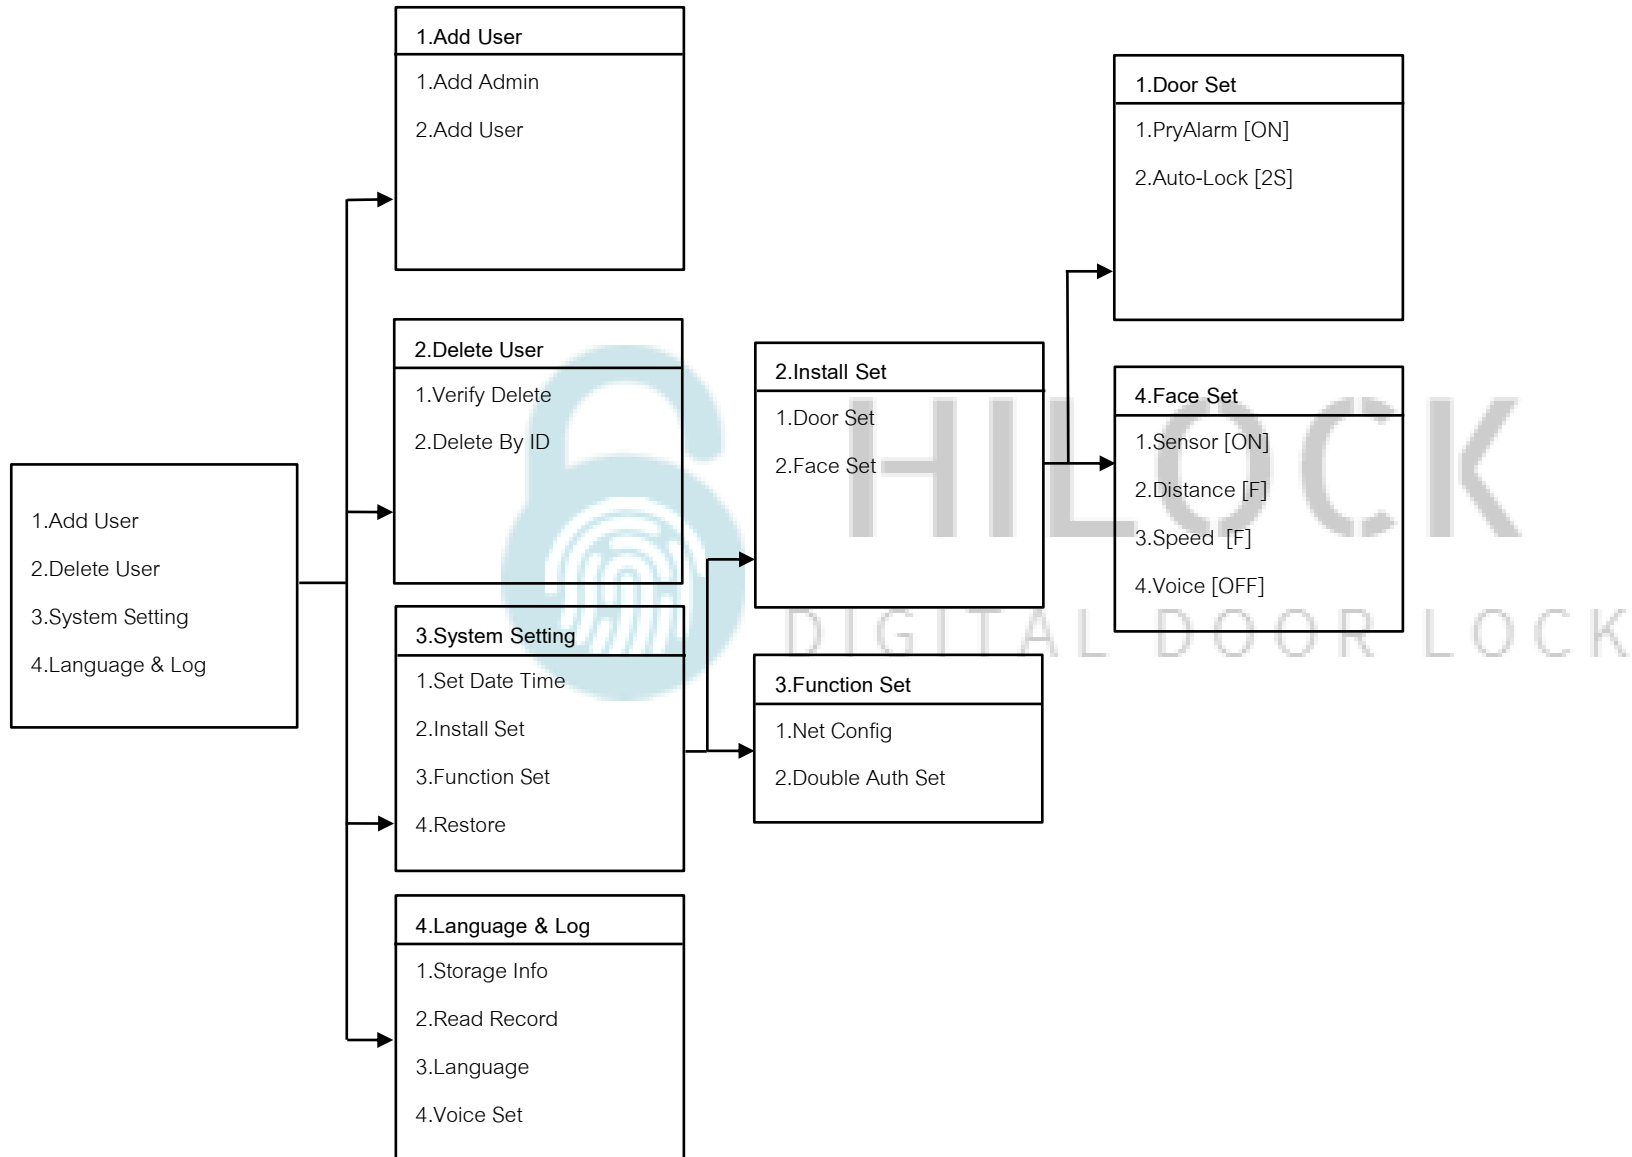 1.Add User
2.Delete User
3.System Setting
4.Language & Log
1.Add User
1.Add Admin
2.Add User
2.Delete User
1.Verify Delete
2.Delete By ID
3.System Setting
1.Set Date Time
2.Install Set
3.Function Set
4.Restore
4.Language & Log
1.Storage Info
2.Read Record
3.Language
4.Voice Set
2.Install Set
1.Door Set
2.Face Set
3.Function Set
1.Net Config
2.Double Auth Set
1.Door Set
1.PryAlarm [ON]
2.Auto-Lock [2S]
4.Face Set
1.Sensor [ON]
2.Distance [F]
3.Speed  [F]
4.Voice [OFF]
HILOCK
DIGITAL DOOR LOCK